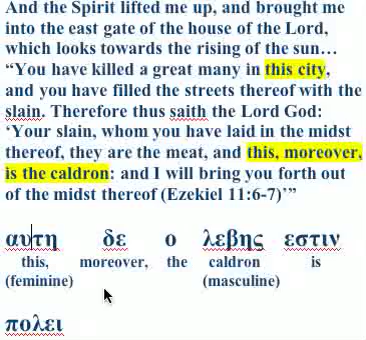 And the Spirit lifted me up, and brought me
into the east gate of the house of the Lord,
which looks towards the rising of the sun…
“You have killed a great many in this city,
and you have filled the streets thereof with the
slain. Therefore thus saith the Lord God:
‘Your slain, whom you have laid in the midst
thereof, they are the meat, and this, moreover,
is the caldron: and I will bring you forth out
of the midst thereof (Ezekiel 11:6-7)’”
αυτη δε ο λεβης εστιν
this, moreover, the caldron is
(feminine) (masculine)
πολει